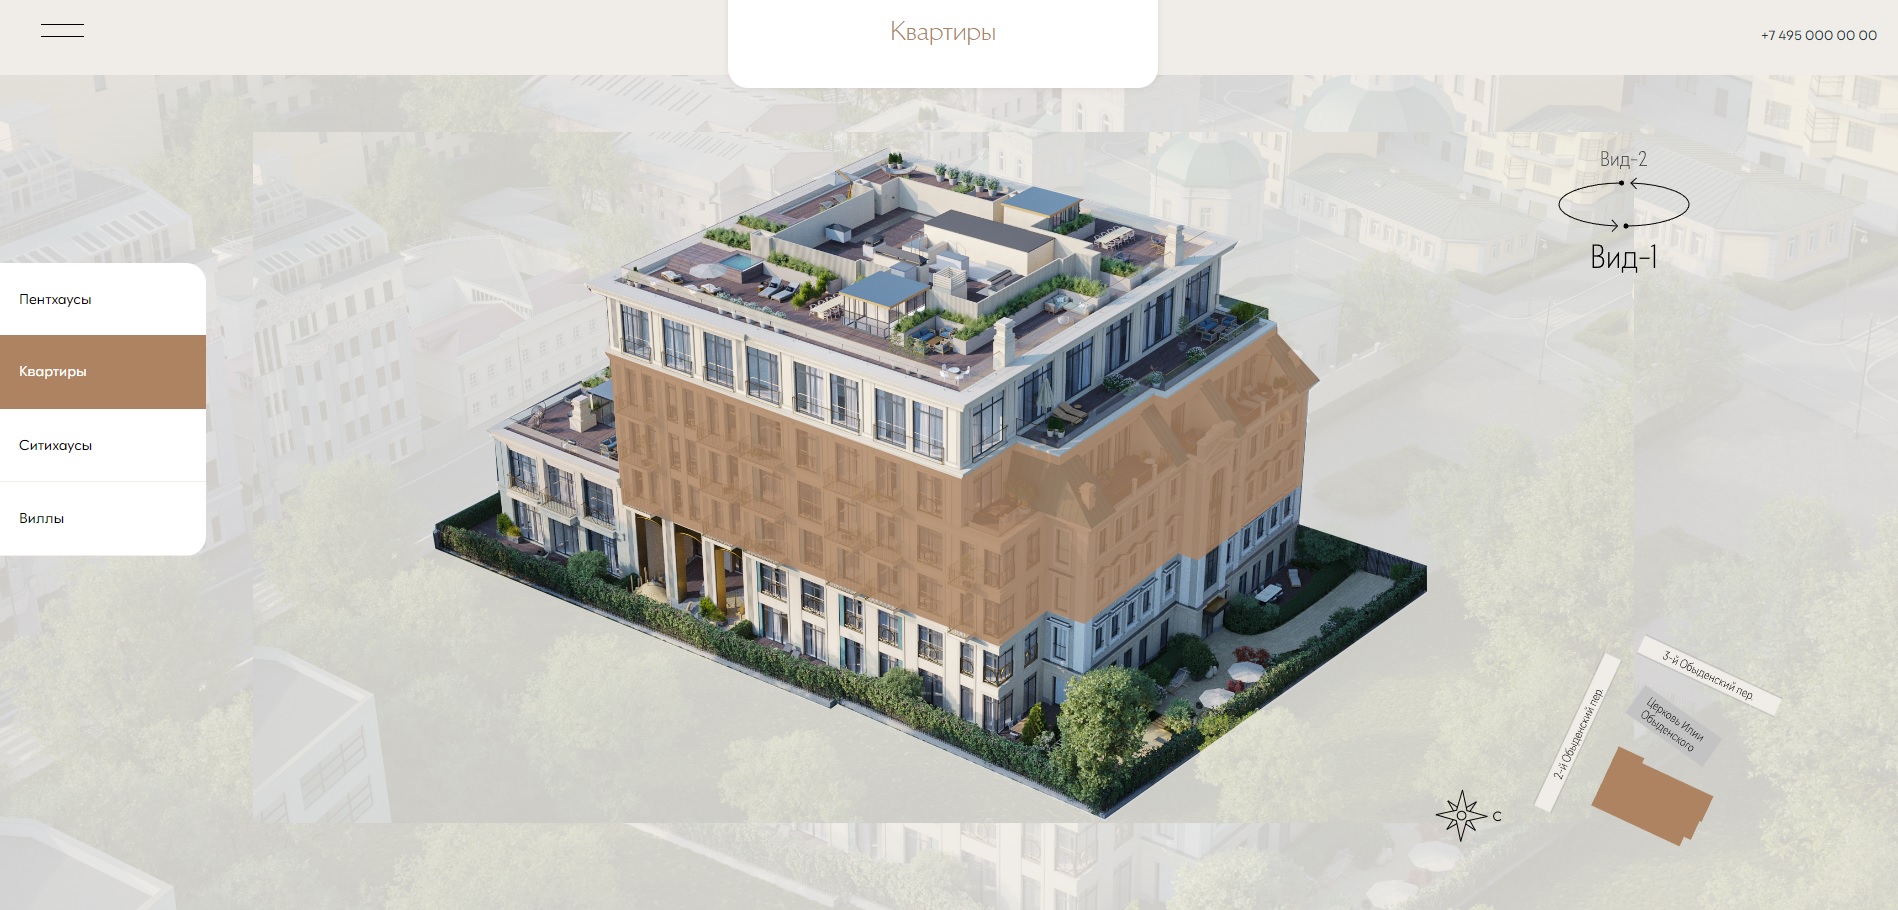 Квартиры
+7 495 000 00 00
Вид-2
Вид-1
Пентхаусы
Квартиры
Ситихаусы
Виллы
3-й Обыденский пер.
2-й Обыденский пер.
Церковь Илии
Обыденского
С